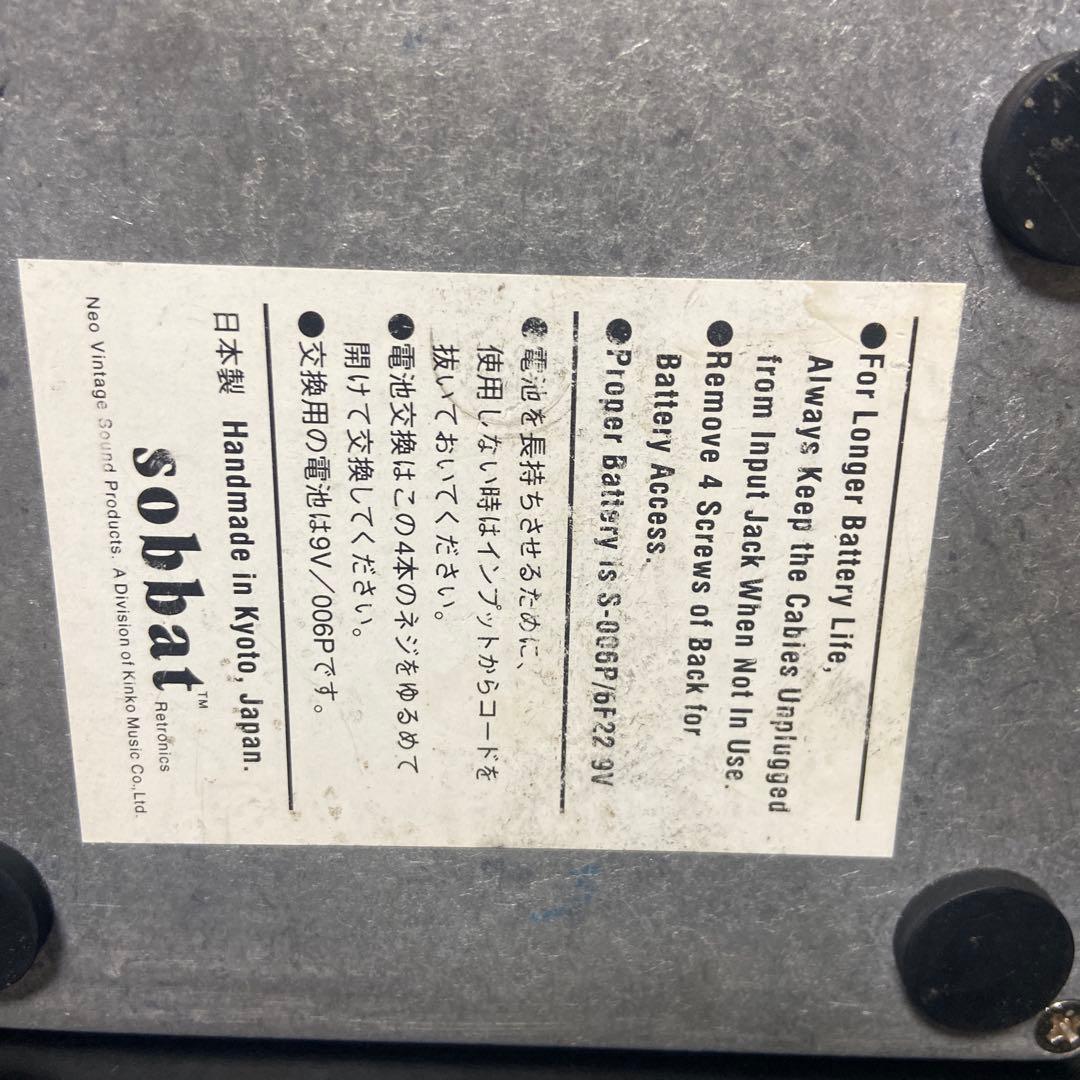 ●For Longer Battery Life,
Always Keep the Cables Unplugged
from Input Jack When Not In Use.
●Remove 4 Screws of Back for
Battery Access.
●Proper Battery is S-006P/6F22 9V
●電池を長持ちさせるために、
使用しない時はインプットからコードを
抜いておいてください。
●電池交換はこの4本のネジをゆるめて
開けて交換してください。
●交換用の電池は9V/006Pです。
日本製 Handmade in Kyoto, Japan.
sobbat™ Retronics
Neo Vintage Sound Products. A Division of Kinko Music Co., Ltd.